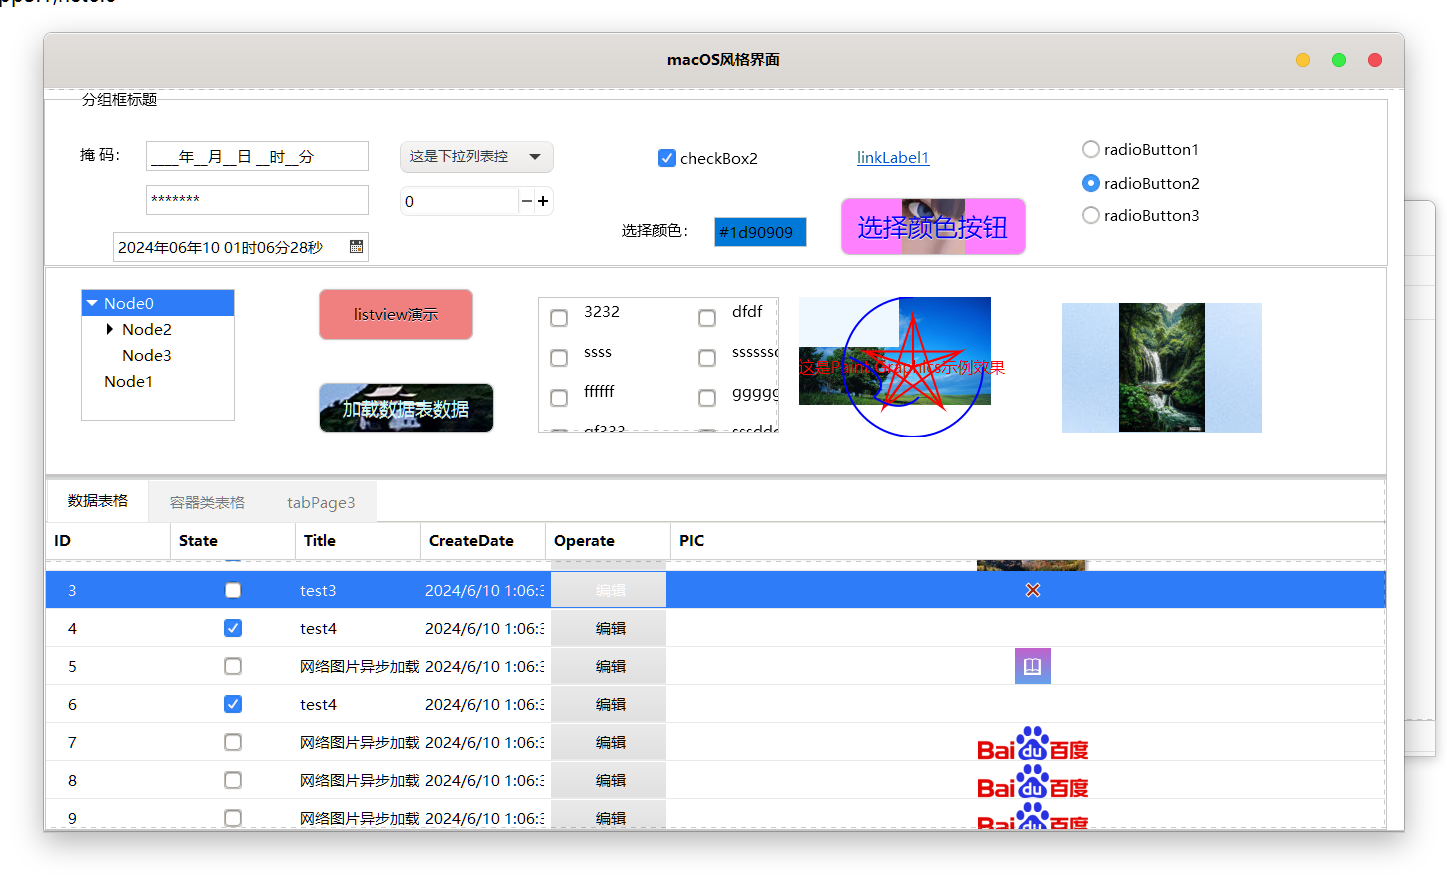 macOS风格界面
分组框标题
掩 码： ____年__月__日 __时__分 这是下拉列表控 checkBox2 linkLabel1 radioButton1
******* 0 radioButton2
选择颜色： #1d90909 选择颜色按钮 radioButton3
2024年06年10 01时06分28秒
Node0
Node2
Node3
Node1
listview演示
加载数据表数据
3232 dfdf
ssss sssssso
ffffff ggggg
这是Paint Graphics示例效果
数据表格 容器类表格 tabPage3
ID State Title CreateDate Operate PIC
3 test3 2024/6/10 1:06:3 编辑
4 test4 2024/6/10 1:06:3 编辑
5 网络图片异步加载 2024/6/10 1:06:3 编辑
6 test4 2024/6/10 1:06:3 编辑
7 网络图片异步加载 2024/6/10 1:06:3 编辑 Bai du 百度
8 网络图片异步加载 2024/6/10 1:06:3 编辑 Bai du 百度
9 网络图片异步加载 2024/6/10 1:06:3 编辑 Bai du 百度